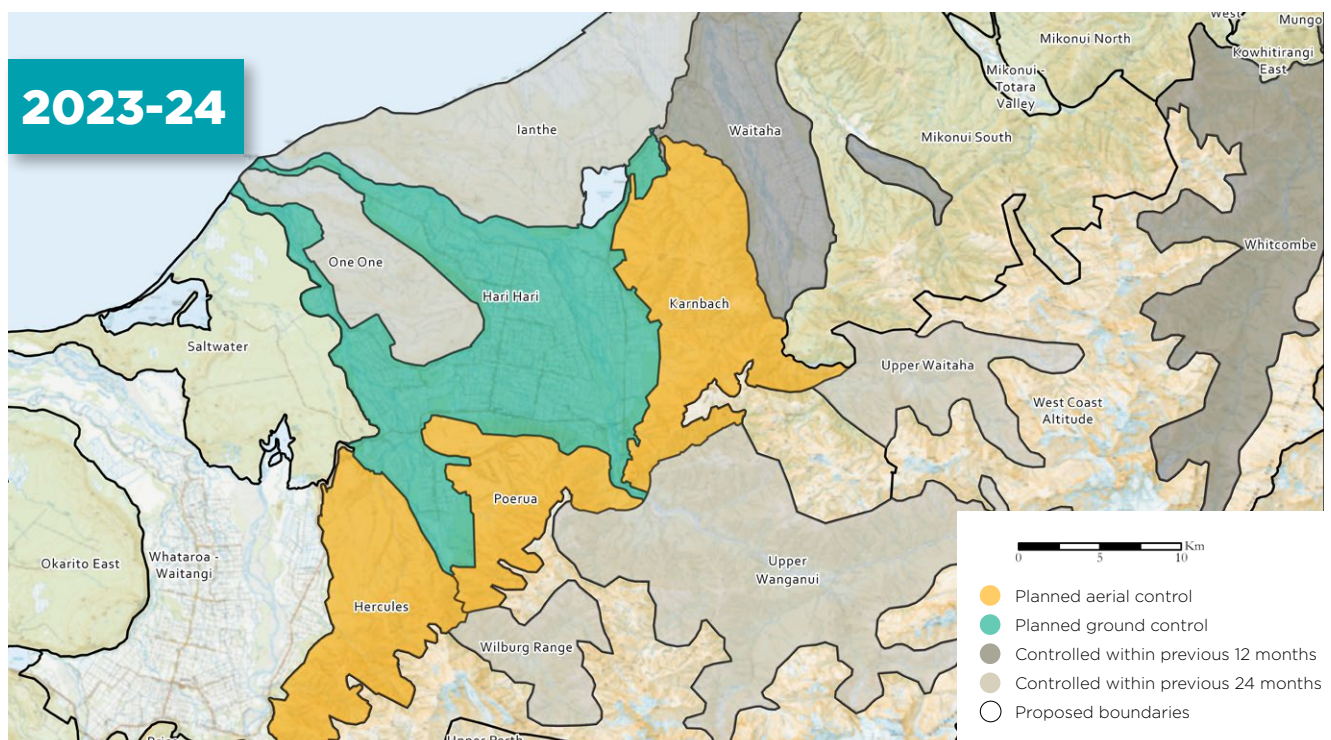 2023-24
West
Mungo
Mikonui North
Kowhitirangi
East
Mikonui -
Totara
Valley
Ianthe
Waitaha
Mikonui South
Whitcombe
One One
Hari Hari
Karnbach
Saltwater
Upper Waitaha
West Coast
Altitude
Poerua
Okarito East
Whataroa -
Waitangi
Upper
Wanganui
Hercules
Wilburg Range
Upper Perth
Km
0 5 10
Planned aerial control
Planned ground control
Controlled within previous 12 months
Controlled within previous 24 months
Proposed boundaries